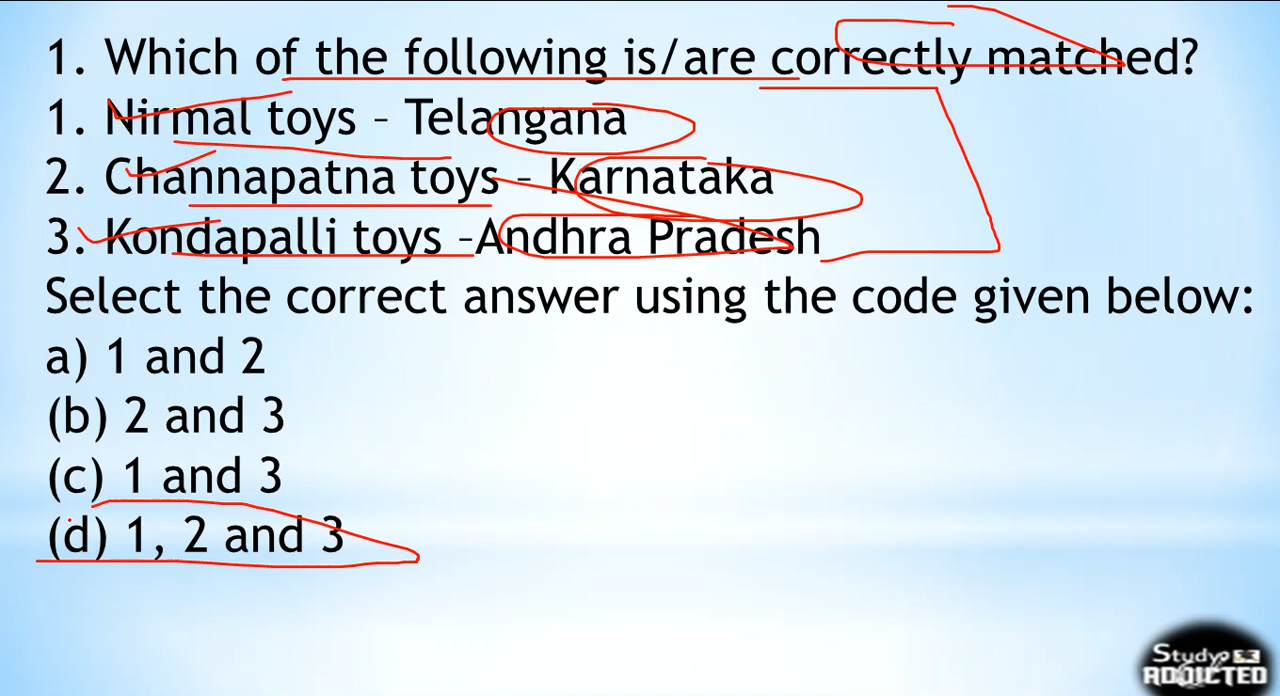 1. Which of the following is/are correctly matched?
1. Nirmal toys – Telangana
2. Channapatna toys – Karnataka
3. Kondapalli toys –Andhra Pradesh
Select the correct answer using the code given below:
a) 1 and 2
(b) 2 and 3
(c) 1 and 3
(d) 1, 2 and 3
Study
ADDICTED